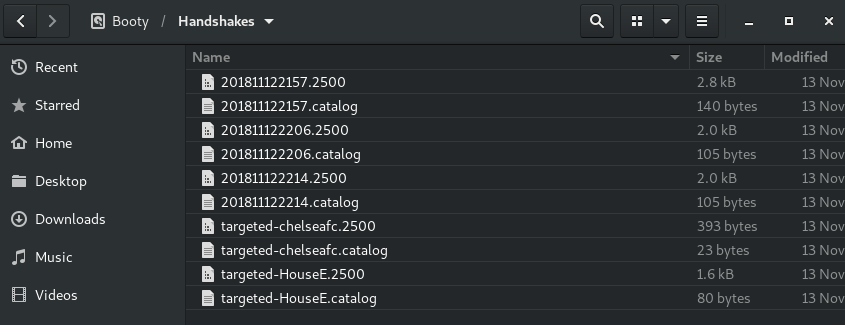 Booty / Handshakes
Name Size Modified
Recent
Starred
Home
Desktop
Downloads
Music
Videos
201811122157.2500 2.8 kB 13 Nov
201811122157.catalog 140 bytes 13 Nov
201811122206.2500 2.0 kB 13 Nov
201811122206.catalog 105 bytes 13 Nov
201811122214.2500 2.0 kB 13 Nov
201811122214.catalog 105 bytes 13 Nov
targeted-chelseafc.2500 393 bytes 13 Nov
targeted-chelseafc.catalog 23 bytes 13 Nov
targeted-HouseE.2500 1.6 kB 13 Nov
targeted-HouseE.catalog 80 bytes 13 Nov